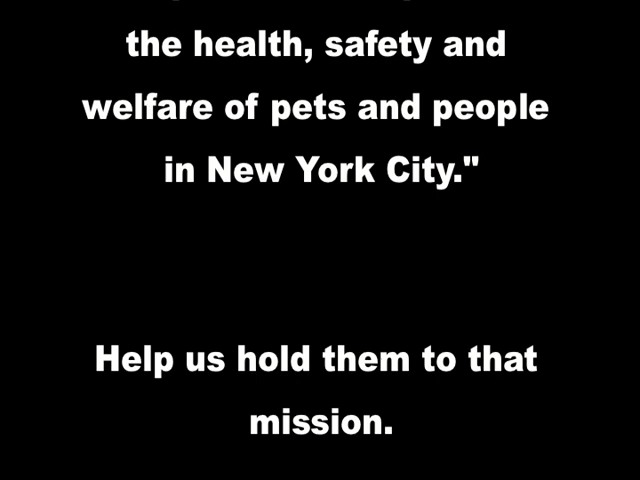 the health, safety and
welfare of pets and people
in New York City."
Help us hold them to that
mission.